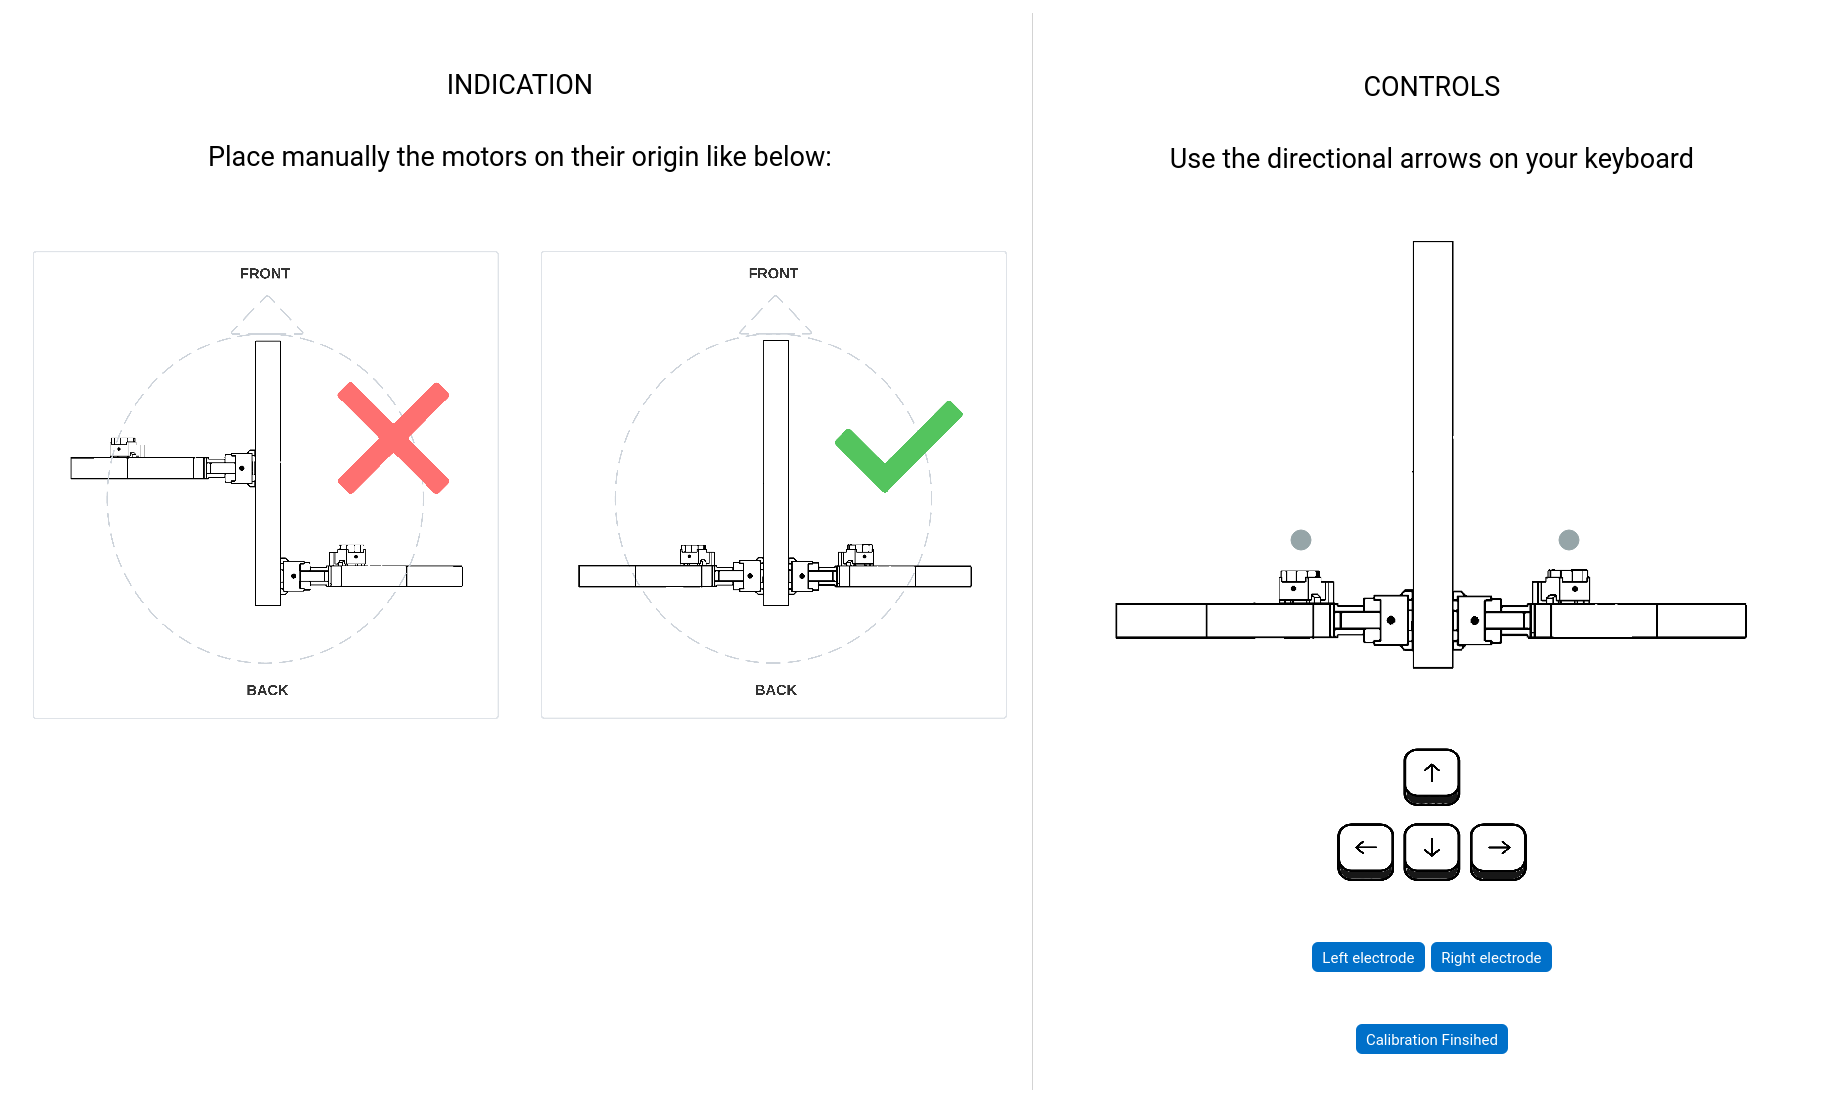 INDICATION
Place manually the motors on their origin like below:
FRONT
BACK
FRONT
BACK
CONTROLS
Use the directional arrows on your keyboard
↑
← ↓ →
Left electrode Right electrode
Calibration Finsihed